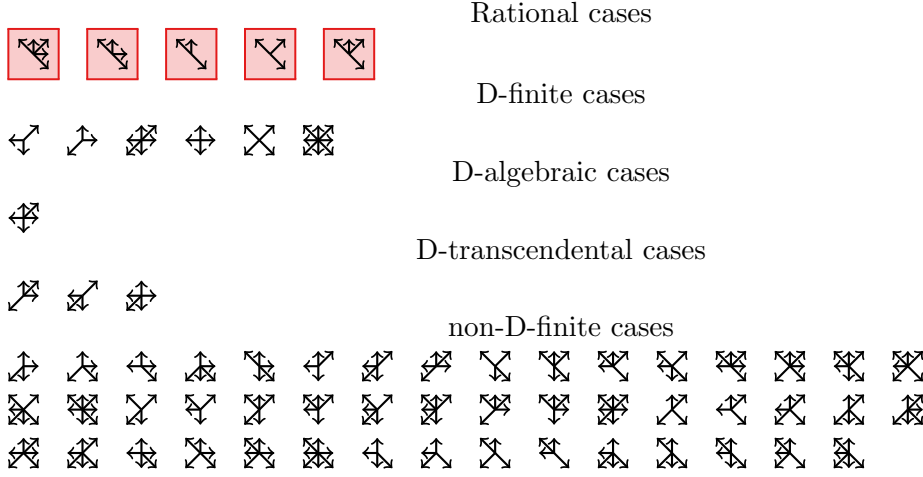 Rational cases
D-finite cases
D-algebraic cases
D-transcendental cases
non-D-finite cases